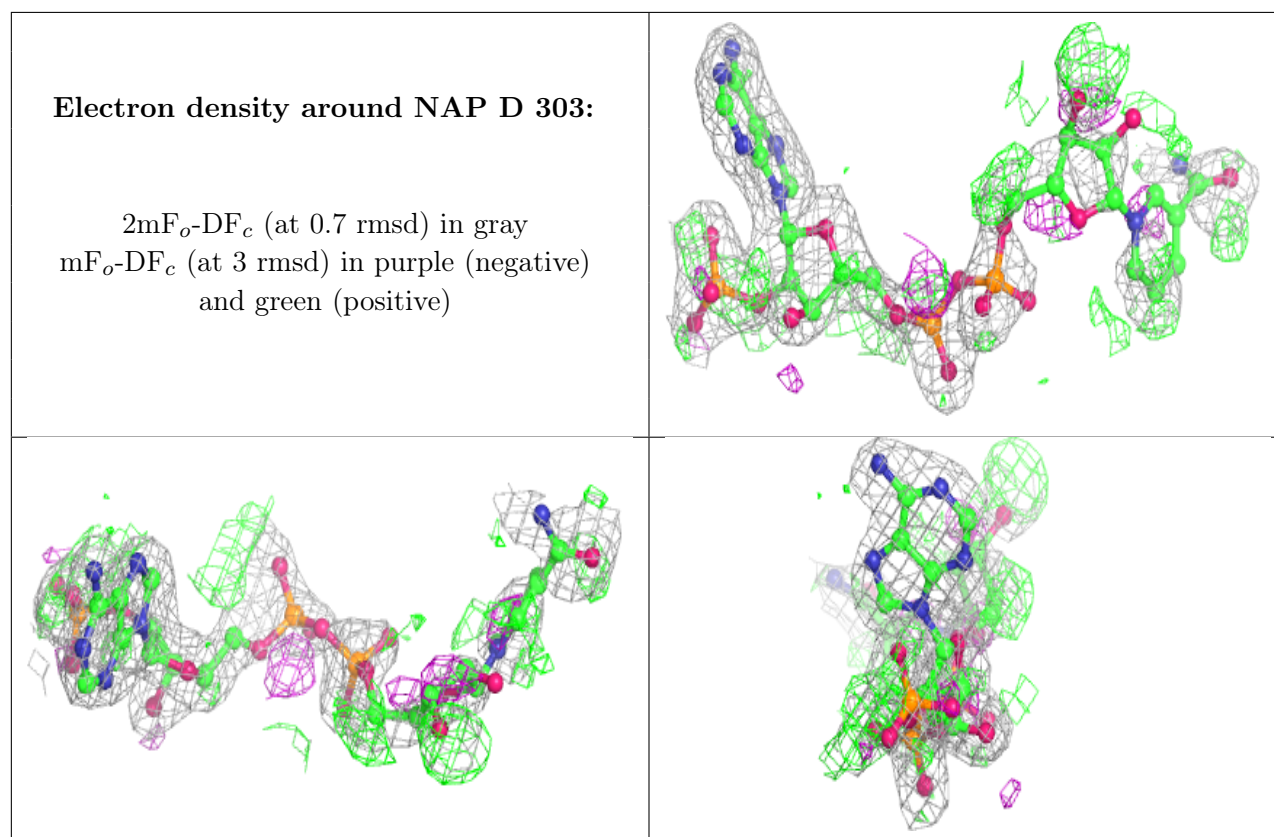 Electron density around NAP D 303:
2mFo-DFc (at 0.7 rmsd) in gray
mFo-DFc (at 3 rmsd) in purple (negative)
and green (positive)